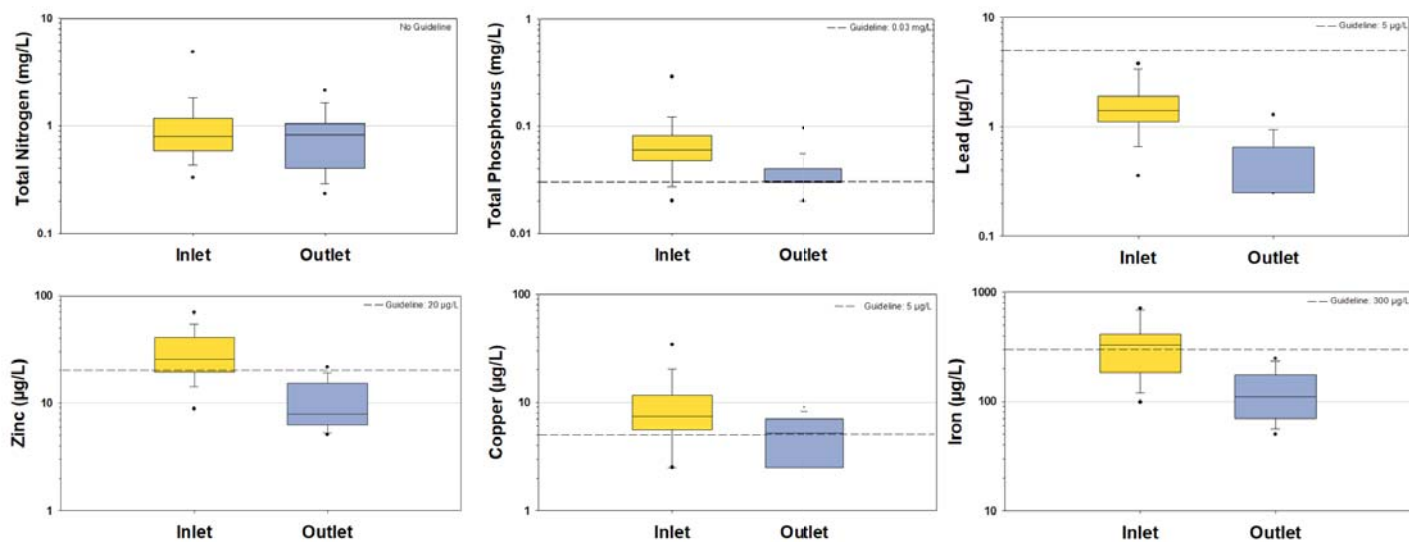 Total Nitrogen (mg/L)
10
1
0.1
No Guideline
Inlet
Outlet
Total Phosphorus (mg/L)
1
0.1
0.01
Guideline: 0.03 mg/L
Inlet
Outlet
Lead (µg/L)
10
1
0.1
Guideline: 5 µg/L
Inlet
Outlet
Zinc (µg/L)
100
10
1
Guideline: 20 µg/L
Inlet
Outlet
Copper (µg/L)
100
10
1
Guideline: 5 µg/L
Inlet
Outlet
Iron (µg/L)
1000
100
10
Guideline: 300 µg/L
Inlet
Outlet